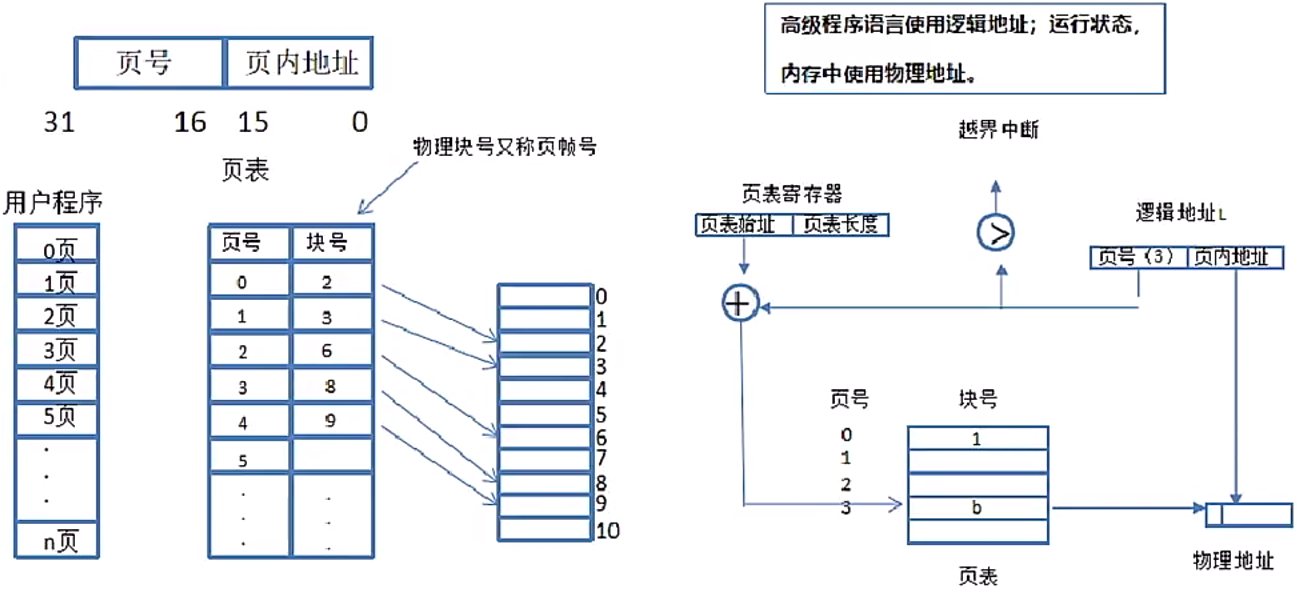 页号 页内地址
31 16 15 0
页表
物理块号又称页帧号
用户程序
0页
1页
2页
3页
4页
5页
n页
页号 块号
0 2
1 3
2 6
3 8
4 9
5
0
1
2
3
4
5
6
7
8
9
10
高级程序语言使用逻辑地址；运行状态，
内存中使用物理地址。
越界中断
页表寄存器
页表始址 页表长度
>
逻辑地址L
页号（3） 页内地址
+
页号 块号
0 1
1
2
3 b
页表
物理地址